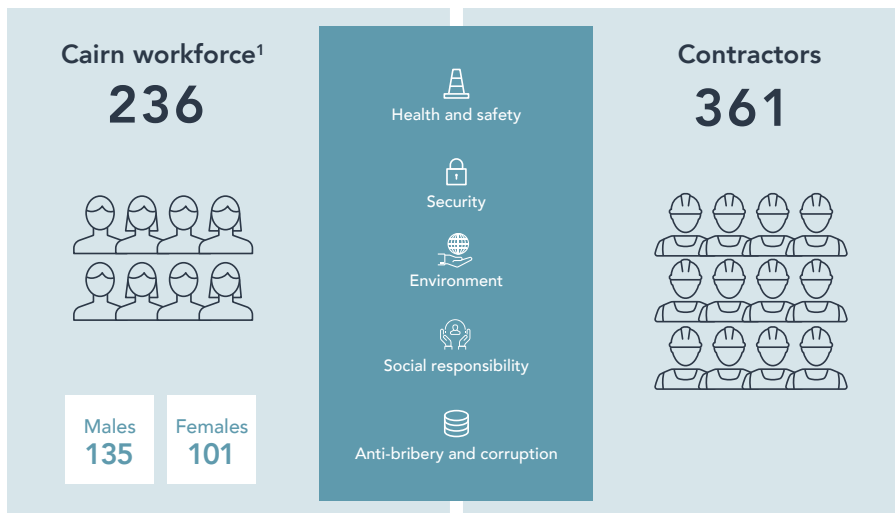 Cairn workforce¹
236
Males
135
Females
101
Health and safety
Security
Environment
Social responsibility
Anti-bribery and corruption
Contractors
361